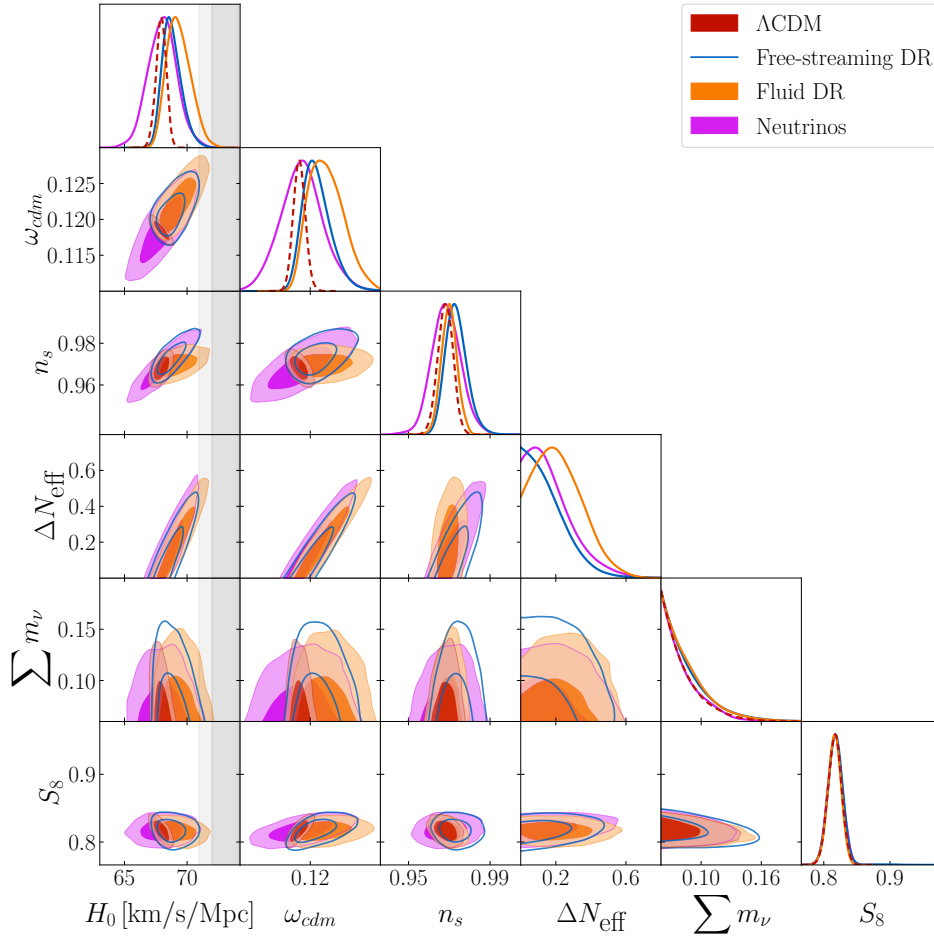 ΛCDM
Free-streaming DR
Fluid DR
Neutrinos
ω_cdm
0.125
0.120
0.115
n_s
0.98
0.96
ΔN_eff
0.6
0.4
0.2
∑ m_ν
0.15
0.10
S_8
0.9
0.8
65 70 0.12 0.95 0.99 0.2 0.6 0.10 0.16 0.8 0.9
H_0 [km/s/Mpc] ω_cdm n_s ΔN_eff ∑ m_ν S_8